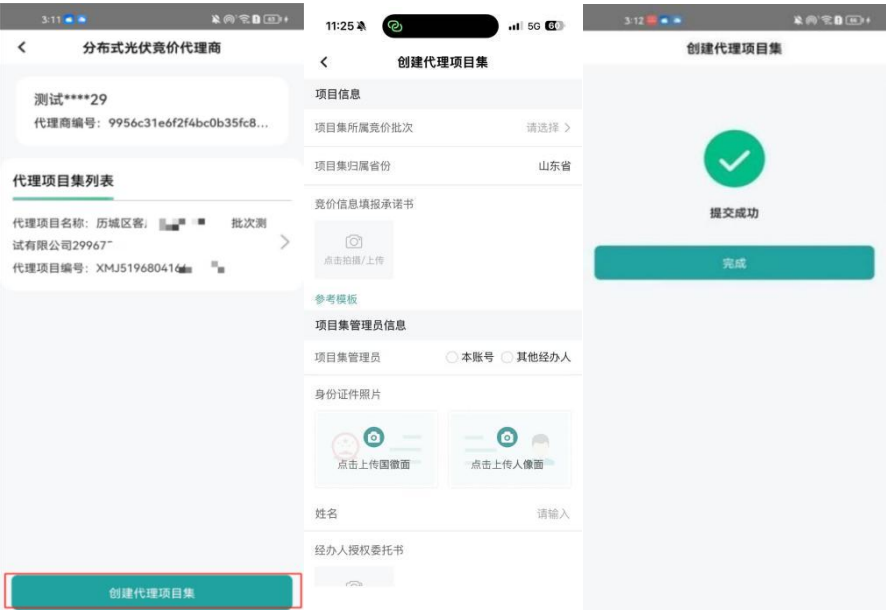 3:11
分布式光伏竞价代理商
测试****29
代理商编号：9956c31e6f2f4bc0b35fc8...
代理项目集列表
代理项目名称：历城区客 批次测
试有限公司29967
代理项目编号：XMJ519680416
创建代理项目集
11:25
5G 60
创建代理项目集
项目信息
项目集所属竞价批次 请选择
项目集归属省份 山东省
竞价信息填报承诺书
点击拍摄/上传
参考模板
项目集管理员信息
项目集管理员 本账号 其他经办人
身份证件照片
点击上传国徽面 点击上传人像面
姓名 请输入
经办人授权委托书
3:12
创建代理项目集
提交成功
完成